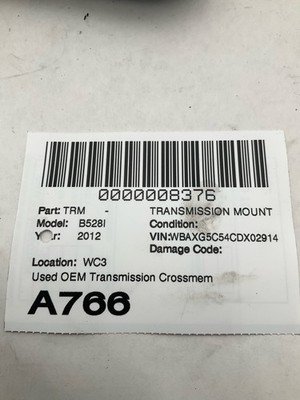 0000008376
Part: TRM - TRANSMISSION MOUNT
Model: B528I Condition:
Year: 2012 VIN:WBAXG5C54CDX02914
Damage Code:
Location: WC3
Used OEM Transmission Crossmem
A766